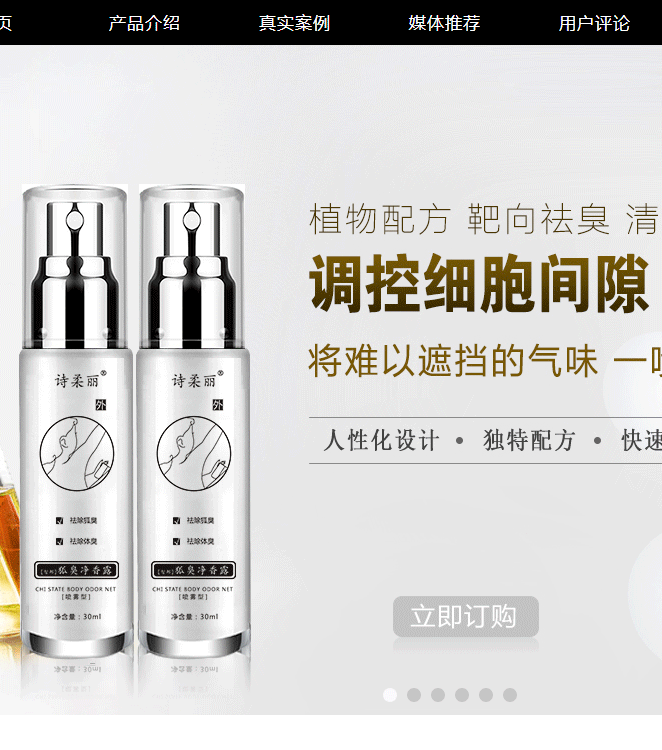 页 产品介绍 真实案例 媒体推荐 用户评论
植物配方 靶向祛臭 清
调控细胞间隙
将难以遮挡的气味 一喷
人性化设计 • 独特配方 • 快速
立即订购
诗柔丽®
外
祛除狐臭
祛除体臭
狐臭净香露
CHI STATE BODY ODOR NET
[喷雾型]
净含量:30ml
诗柔丽®
外
祛除狐臭
祛除体臭
狐臭净香露
CHI STATE BODY ODOR NET
[喷雾型]
净含量:30ml